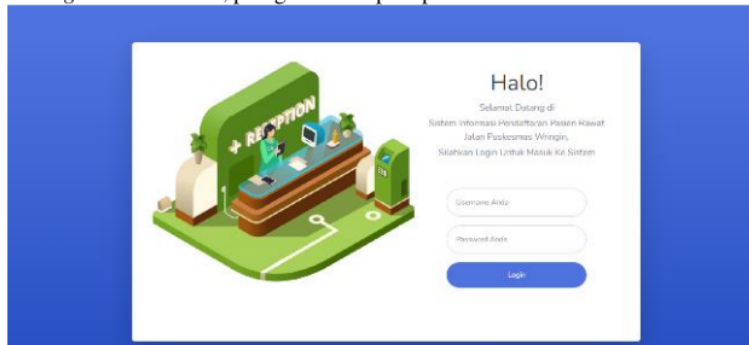 + RECEPTION
Halo!
Selamat Datang di
Sistem Informasi Pendaftaran Pasien Rawat
Jalan Puskesmas Wringin,
Silahkan Login Untuk Masuk Ke Sistem
Username Anda
Password Anda
Login